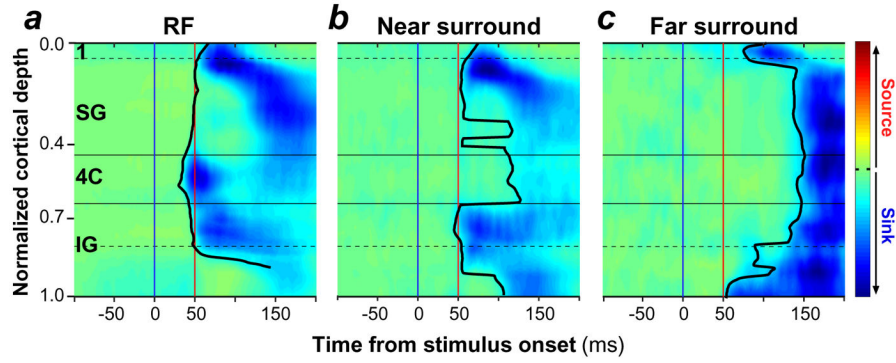 a RF
b Near surround
c Far surround
Normalized cortical depth
0.0
0.4
0.7
1.0
1
SG
4C
IG
-50 0 50 150
-50 0 50 150
-50 0 50 150
Time from stimulus onset (ms)
Source
Sink